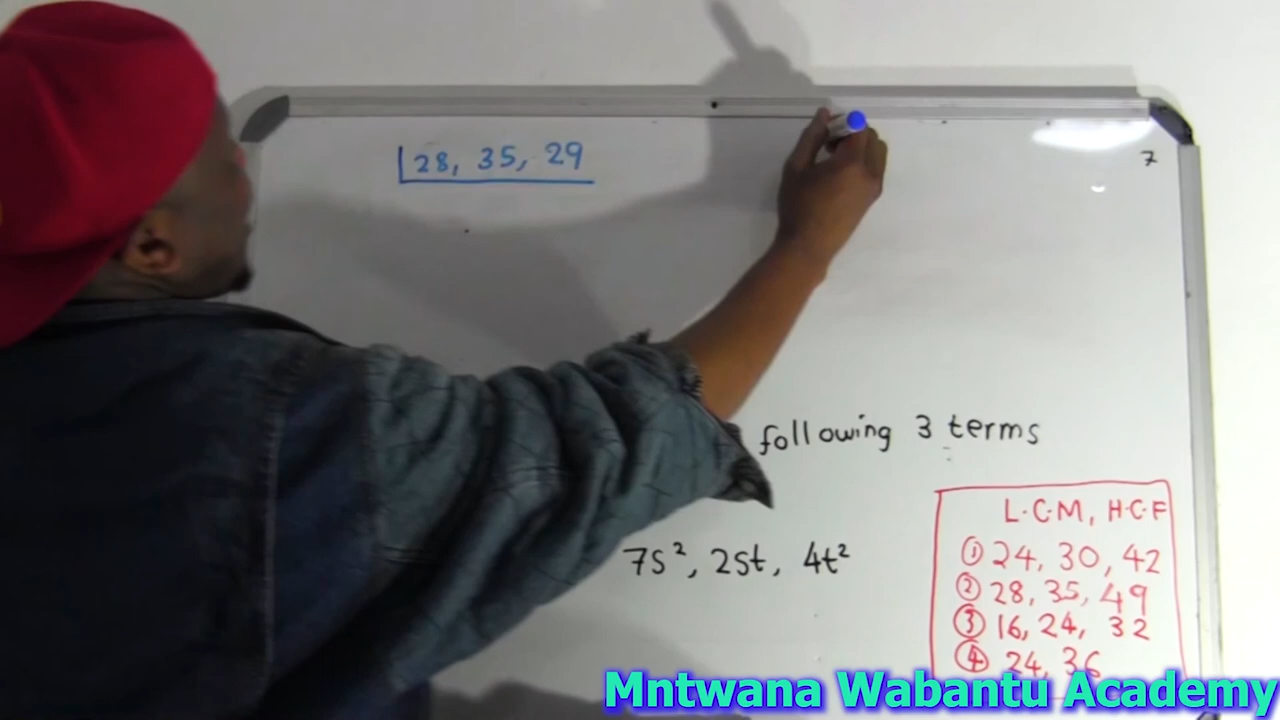 28, 35, 29
7
following 3 terms
7s², 2st, 4t²
L.C.M, H.C.F
① 24, 30, 42
② 28, 35, 49
③ 16, 24, 32
④ 24, 36
Mntwana Wabantu Academy